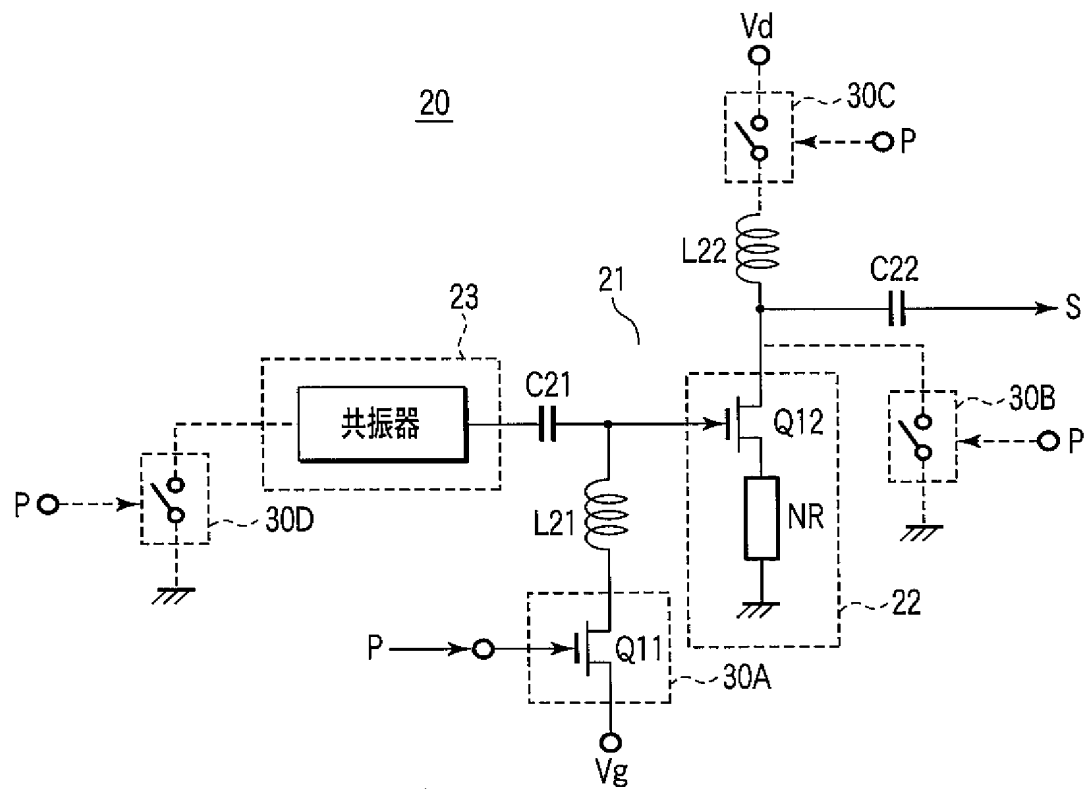 Vd
20
30C
P
L22
C22
S
21
23
C21
共振器
Q12
30B
P
P
30D
L21
NR
22
P
Q11
30A
Vg